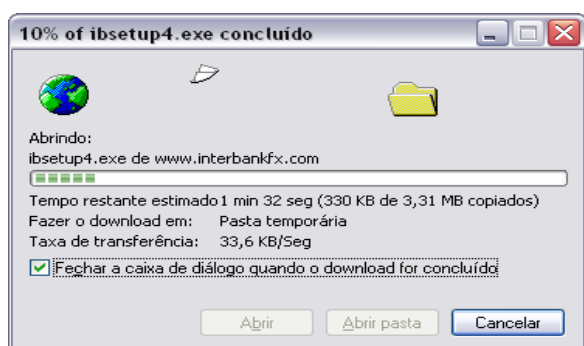 10% of ibsetup4.exe concluído
Abrindo:
ibsetup4.exe de www.interbankfx.com
Tempo restante estimado 1 min 32 seg (330 KB de 3,31 MB copiados)
Fazer o download em: Pasta temporária
Taxa de transferência: 33,6 KB/Seg
Fechar a caixa de diálogo quando o download for concluído
Abrir Abrir pasta Cancelar